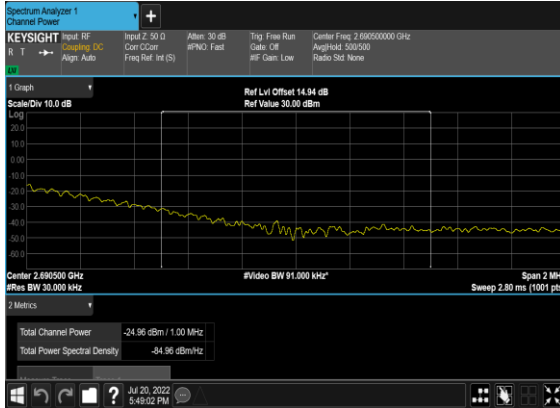 Spectrum Analyzer 1
Channel Power
+
KEYSIGHT Input: RF Input Z: 50 Ω Atten: 30 dB Trig: Free Run Center Freq: 2.690500000 GHz
R T Coupling: DC Corr CCorr #PNO: Fast Gate: Off Avg|Hold: 500/500
Align: Auto Freq Ref: Int (S) #IF Gain: Low Radio Std: None
1 Graph
Ref Lvl Offset 14.94 dB
Scale/Div 10.0 dB Ref Value 30.00 dBm
Log
20.0
10.0
0.00
-10.0
-20.0
-30.0
-40.0
-50.0
-60.0
Center 2.690500 GHz #Video BW 91.000 kHz* Span 2 MH
#Res BW 30.000 kHz Sweep 2.80 ms (1001 pts
2 Metrics
Total Channel Power -24.96 dBm / 1.00 MHz
Total Power Spectral Density -84.96 dBm/Hz
? Jul 20, 2022
5:49:02 PM